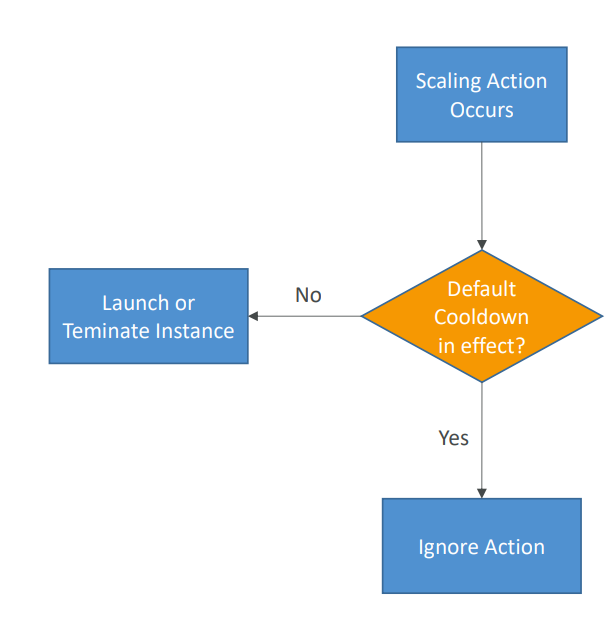 Scaling Action
Occurs
Default
Cooldown
in effect?
No
Launch or
Teminate Instance
Yes
Ignore Action